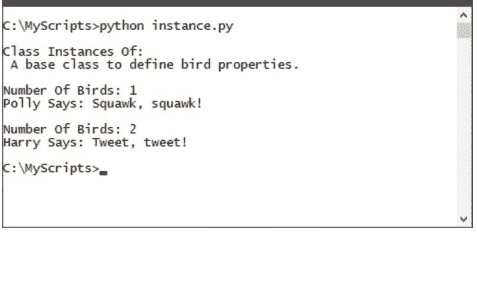 C:\MyScripts>python instance.py
Class Instances Of:
A base class to define bird properties.
Number Of Birds: 1
Polly Says: Squawk, squawk!
Number Of Birds: 2
Harry Says: Tweet, tweet!
C:\MyScripts>